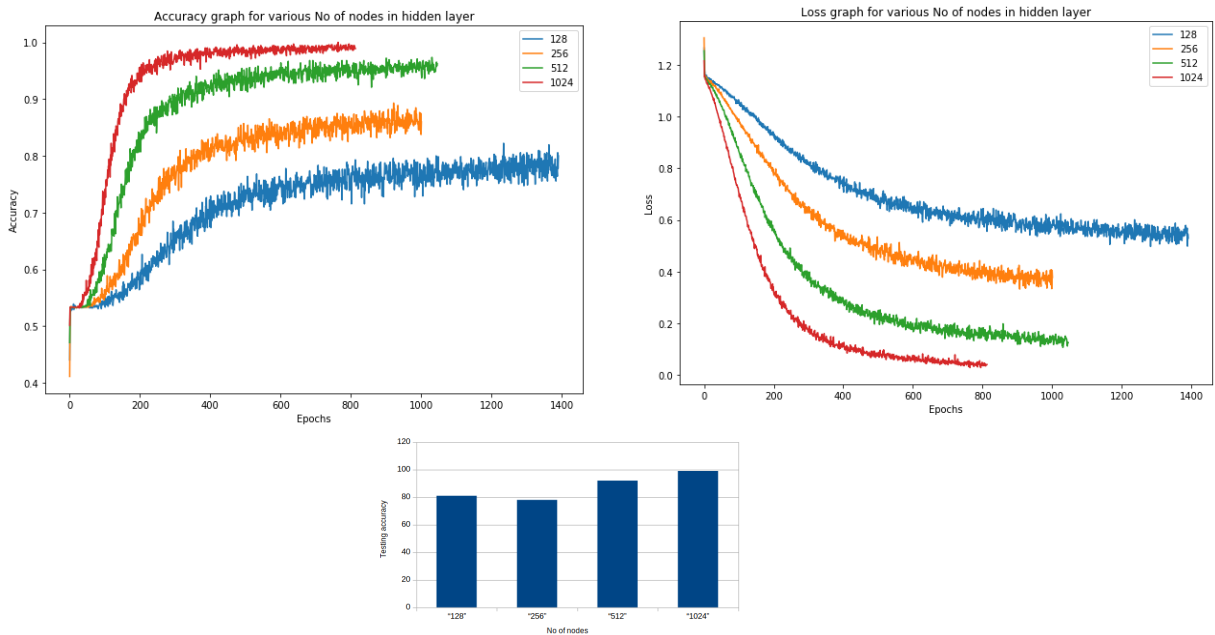 Accuracy graph for various No of nodes in hidden layer
128
256
512
1024
1.0
0.9
0.8
0.7
0.6
0.5
0.4
Accuracy
0 200 400 600 800 1000 1200 1400
Epochs
Loss graph for various No of nodes in hidden layer
128
256
512
1024
1.2
1.0
0.8
0.6
0.4
0.2
0.0
Loss
0 200 400 600 800 1000 1200 1400
Epochs
120
100
80
60
40
20
0
Testing accuracy
"128" "256" "512" "1024"
No of nodes